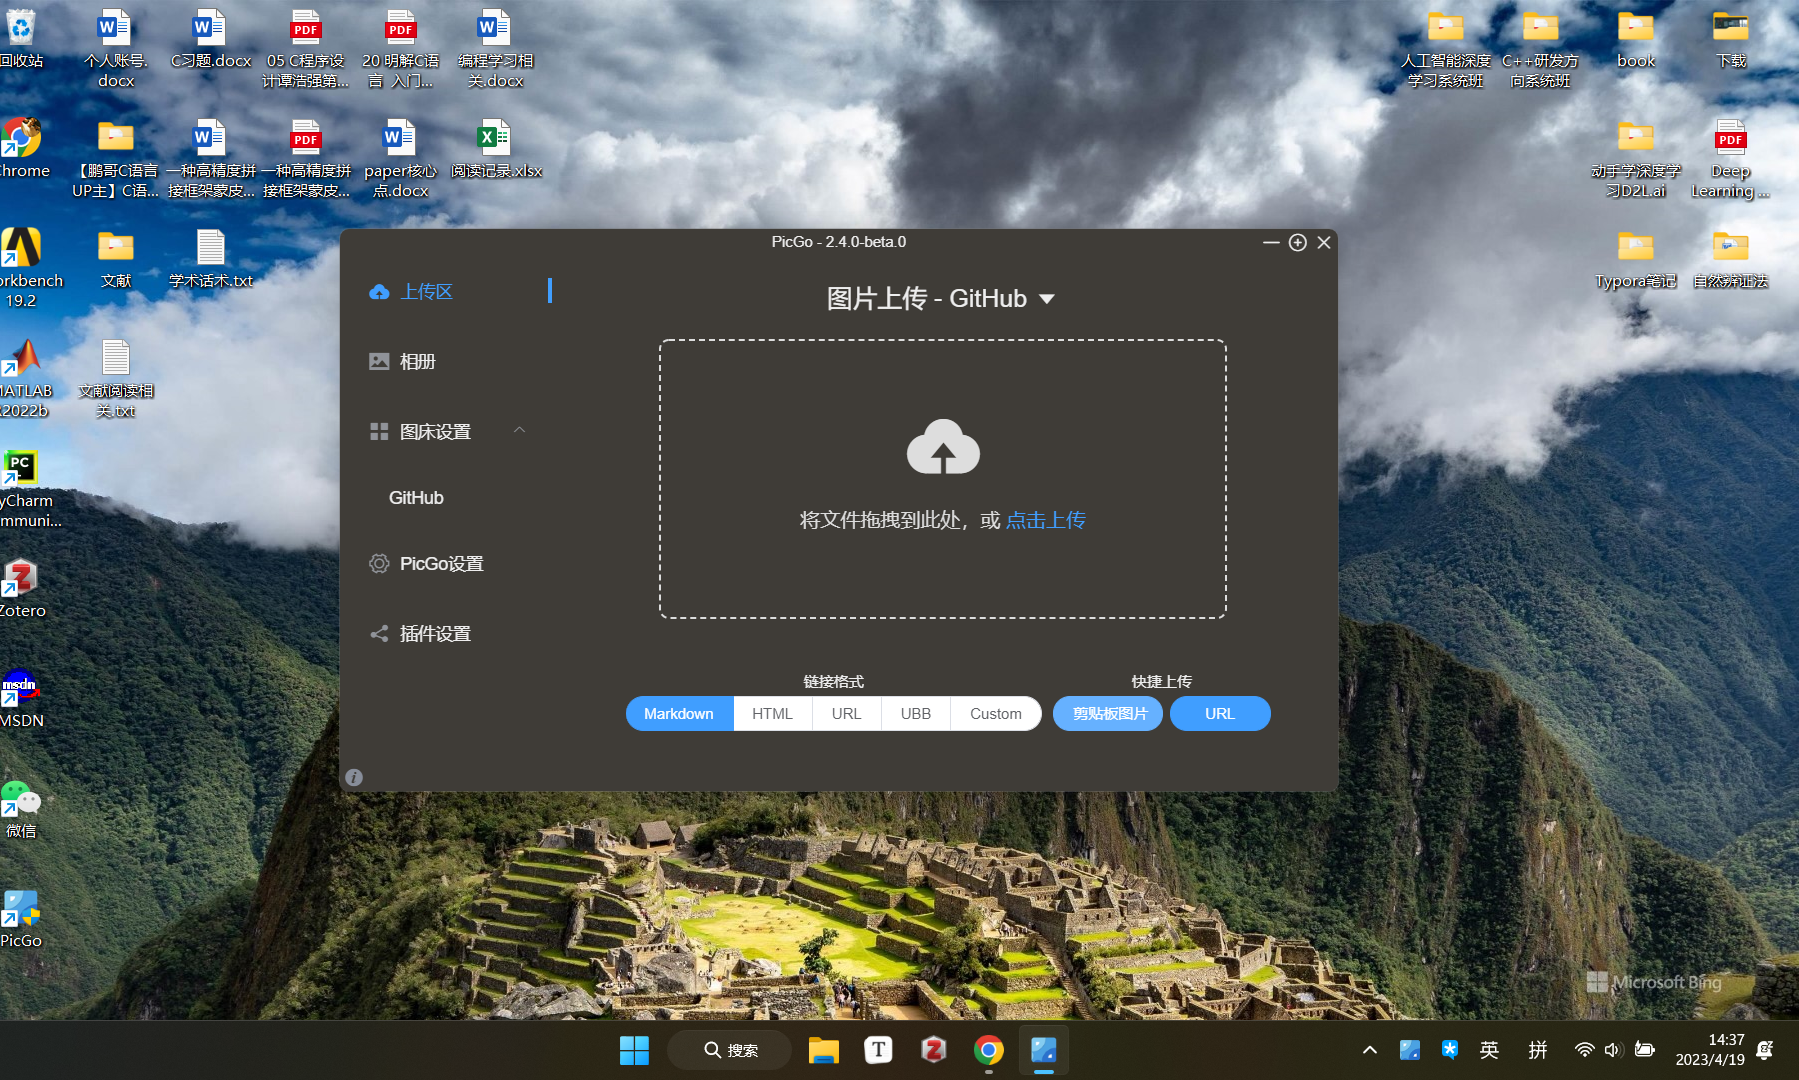 回收站
个人账号.
docx
C习题.docx
05 C程序设
计谭浩强第...
20 明解C语
言 入门...
编程学习相
关.docx
人工智能深度
学习系统班
C++研发方
向系统班
book
下载
Chrome
【鹏哥C语言
UP主】C语...
一种高精度拼
接框架蒙皮...
一种高精度拼
接框架蒙皮...
paper核心
点.docx
阅读记录.xlsx
动手学深度学
习D2L.ai
Deep
Learning ...
orkbench
19.2
文献
学术话术.txt
Typora笔记
自然辨证法
MATLAB
R2022b
文献阅读相
关.txt
yCharm
mmuni...
Zotero
msdn
MSDN
微信
PicGo
PicGo - 2.4.0-beta.0
上传区
相册
图床设置
GitHub
PicGo设置
插件设置
图片上传 - GitHub
将文件拖拽到此处，或 点击上传
链接格式
快捷上传
Markdown
HTML
URL
UBB
Custom
剪贴板图片
URL
Microsoft Bing
搜索
英
拼
14:37
2023/4/19